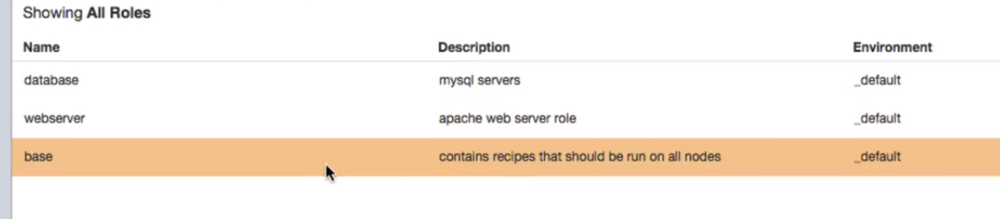 Showing All Roles
Name Description Environment
database mysql servers _default
webserver apache web server role _default
base contains recipes that should be run on all nodes _default